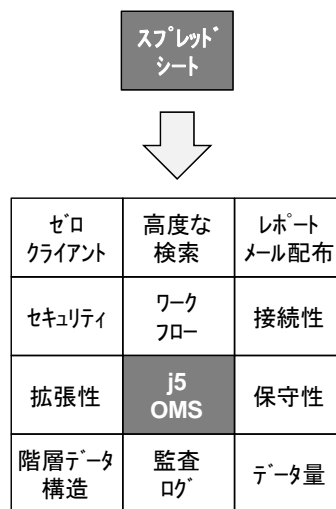 スプレッド
シート
ゼロ
クライアント
高度な
検索
レポート
メール配布
セキュリティ
ワーク
フロー
接続性
拡張性
j5
OMS
保守性
階層データ
構造
監査
ログ
データ量